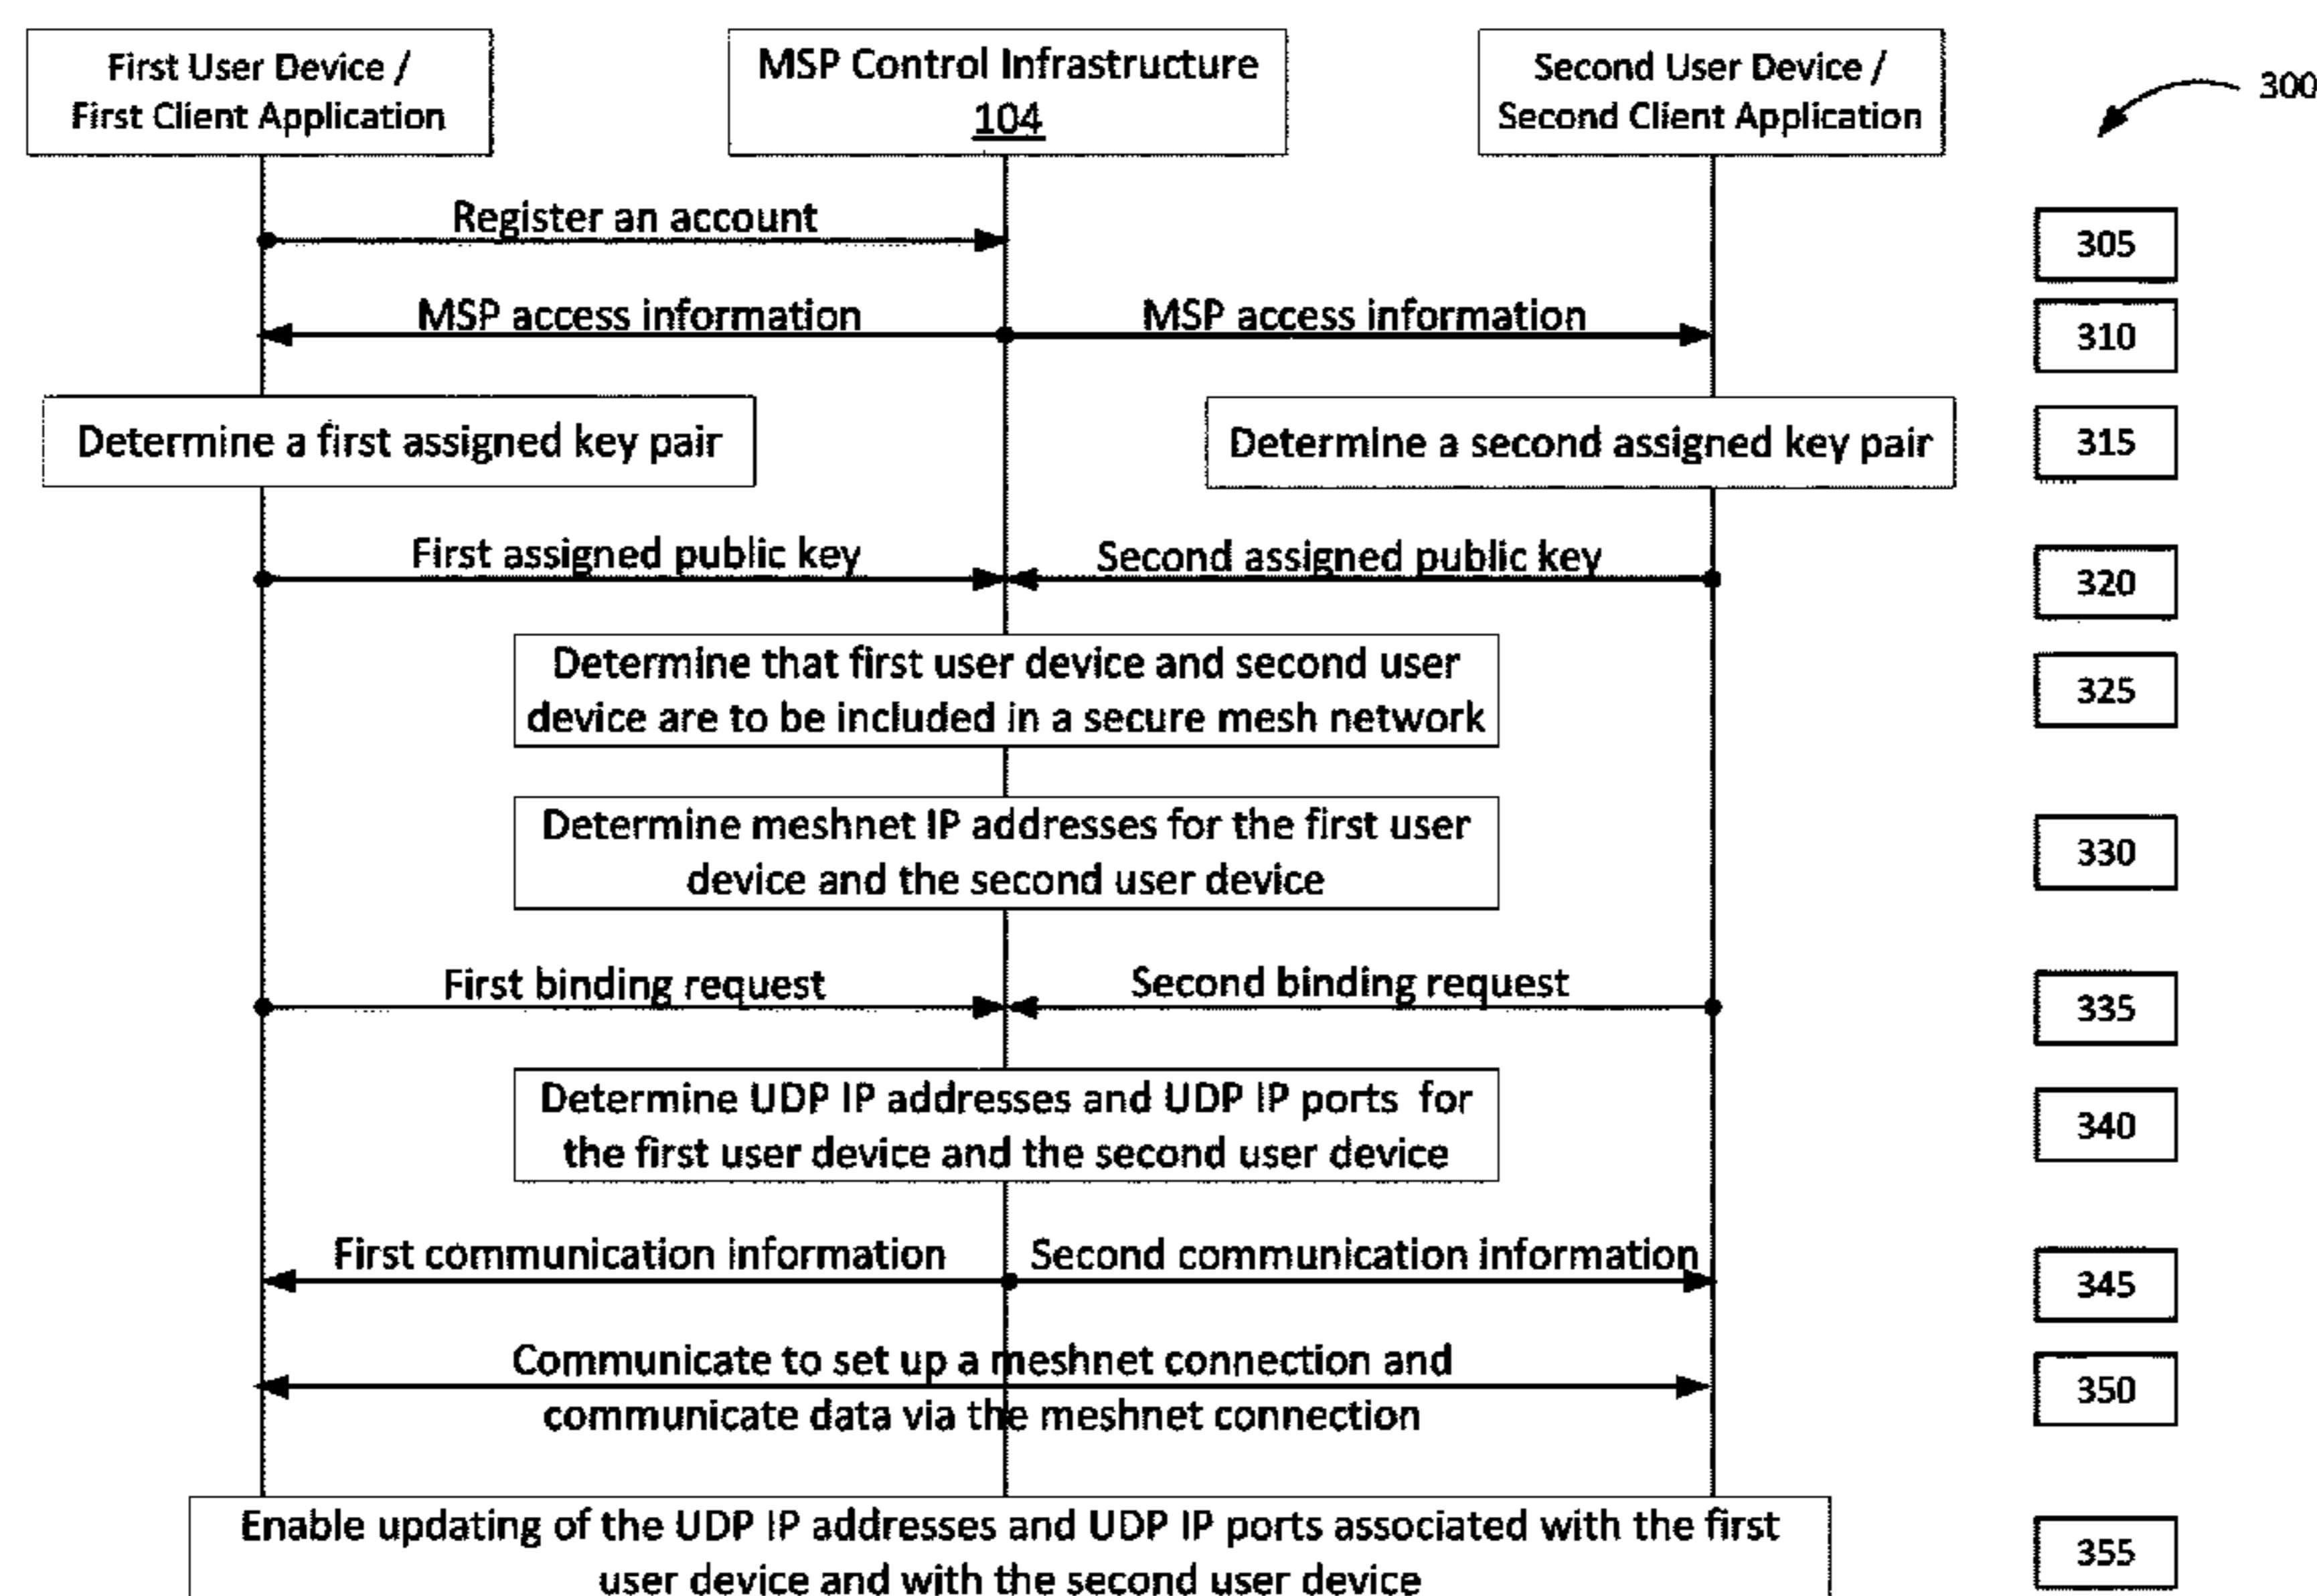 First User Device /
First Client Application
MSP Control Infrastructure
104
Second User Device /
Second Client Application
300
Register an account
305
MSP access information
MSP access information
310
Determine a first assigned key pair
Determine a second assigned key pair
315
First assigned public key
Second assigned public key
320
Determine that first user device and second user
device are to be included in a secure mesh network
325
Determine meshnet IP addresses for the first user
device and the second user device
330
First binding request
Second binding request
335
Determine UDP IP addresses and UDP IP ports for
the first user device and the second user device
340
First communication information
Second communication information
345
Communicate to set up a meshnet connection and
communicate data via the meshnet connection
350
Enable updating of the UDP IP addresses and UDP IP ports associated with the first
user device and with the second user device
355